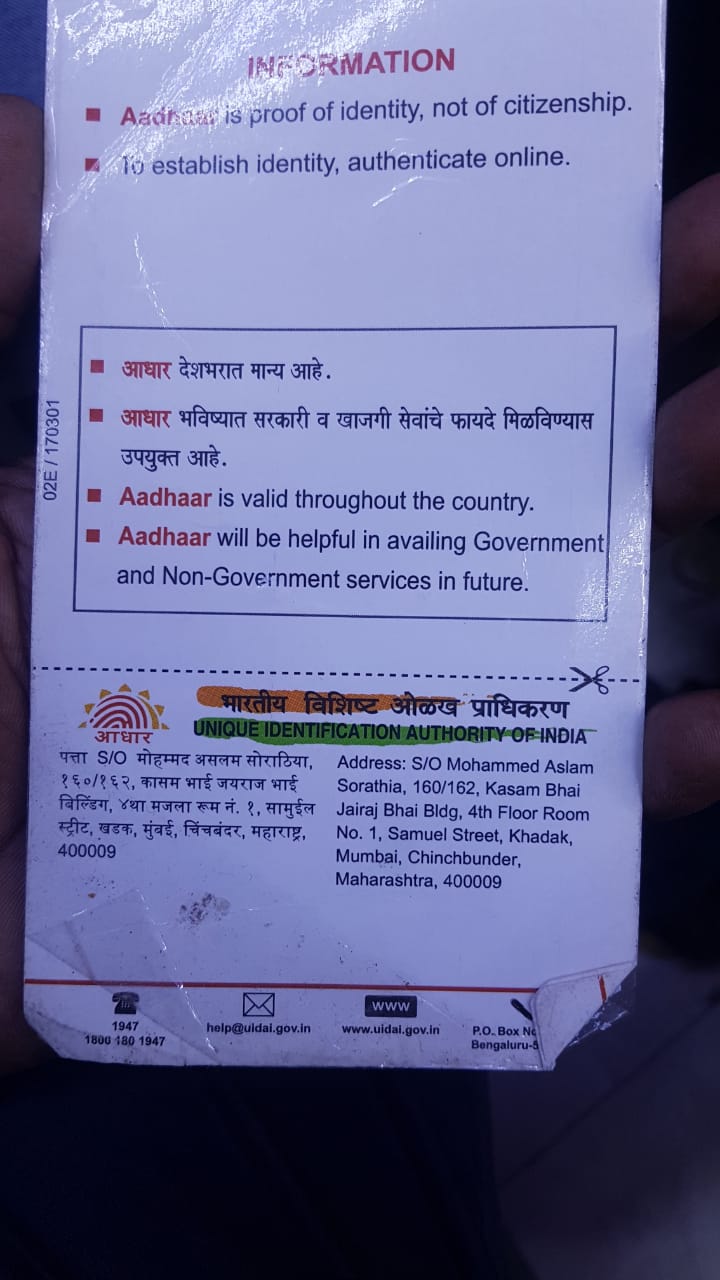 INFORMATION
Aadhaar is proof of identity, not of citizenship.
To establish identity, authenticate online.
आधार देशभरात मान्य आहे.
आधार भविष्यात सरकारी व खाजगी सेवांचे फायदे मिळविण्यास
उपयुक्त आहे.
Aadhaar is valid throughout the country.
Aadhaar will be helpful in availing Government
and Non-Government services in future.
02E / 170301
भारतीय विशिष्ट ओळख प्राधिकरण
UNIQUE IDENTIFICATION AUTHORITY OF INDIA
आधार
पत्ता S/O मोहम्मद असलम सोराठिया,
१६०/१६२, कासम भाई जयराज भाई
बिल्डिंग, ४था मजला रूम नं. १, सामुईल
स्ट्रीट, खडक, मुंबई, चिंचबंदर, महाराष्ट्र,
400009
Address: S/O Mohammed Aslam
Sorathia, 160/162, Kasam Bhai
Jairaj Bhai Bldg, 4th Floor Room
No. 1, Samuel Street, Khadak,
Mumbai, Chinchbunder,
Maharashtra, 400009
1947
1800 180 1947
help@uidai.gov.in
WWW
www.uidai.gov.in
P.O. Box
Bengaluru